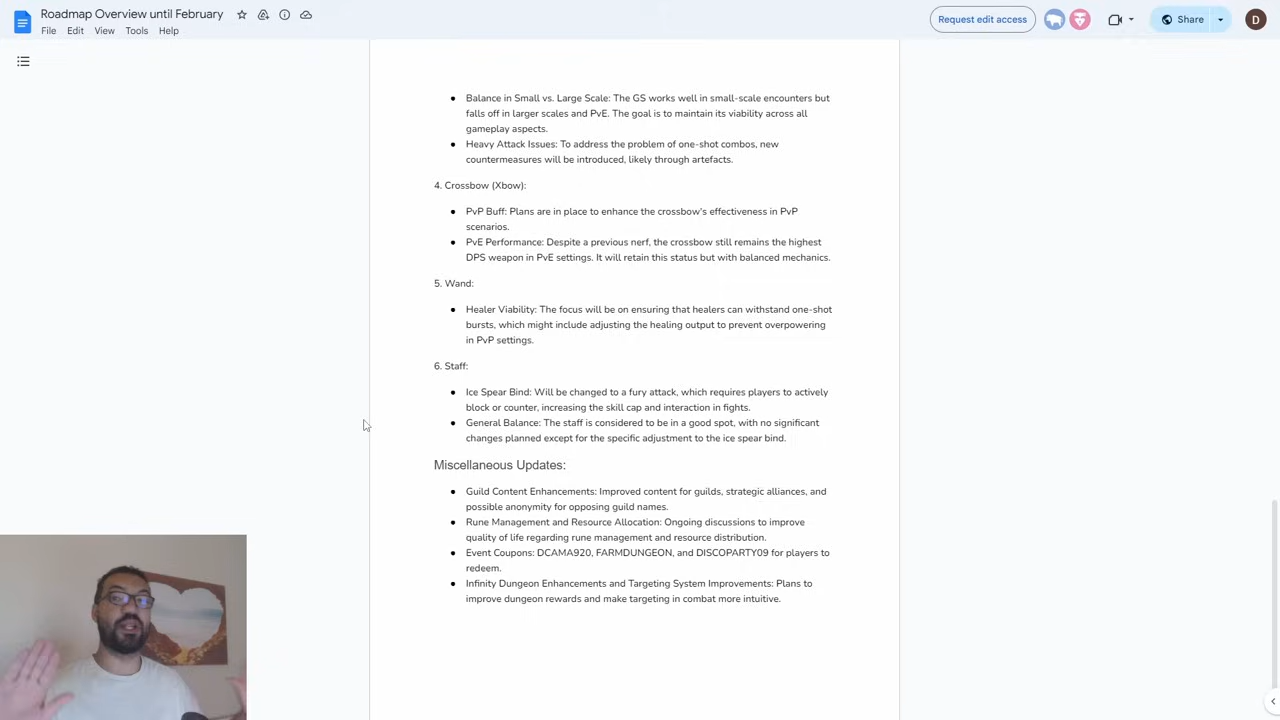 Roadmap Overview until February
File Edit View Tools Help
Request edit access
Share
D
● Balance in Small vs. Large Scale: The GS works well in small-scale encounters but
falls off in larger scales and PvE. The goal is to maintain its viability across all
gameplay aspects.
● Heavy Attack Issues: To address the problem of one-shot combos, new
countermeasures will be introduced, likely through artefacts.
4. Crossbow (Xbow):
● PvP Buff: Plans are in place to enhance the crossbow's effectiveness in PvP
scenarios.
● PvE Performance: Despite a previous nerf, the crossbow still remains the highest
DPS weapon in PvE settings. It will retain this status but with balanced mechanics.
5. Wand:
● Healer Viability: The focus will be on ensuring that healers can withstand one-shot
bursts, which might include adjusting the healing output to prevent overpowering
in PvP settings.
6. Staff:
● Ice Spear Bind: Will be changed to a fury attack, which requires players to actively
block or counter, increasing the skill cap and interaction in fights.
● General Balance: The staff is considered to be in a good spot, with no significant
changes planned except for the specific adjustment to the ice spear bind.
Miscellaneous Updates:
● Guild Content Enhancements: Improved content for guilds, strategic alliances, and
possible anonymity for opposing guild names.
● Rune Management and Resource Allocation: Ongoing discussions to improve
quality of life regarding rune management and resource distribution.
● Event Coupons: DCAMA920, FARMDUNGEON, and DISCOPARTY09 for players to
redeem.
● Infinity Dungeon Enhancements and Targeting System Improvements: Plans to
improve dungeon rewards and make targeting in combat more intuitive.